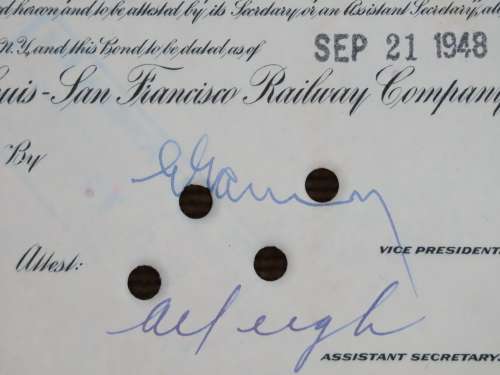 hereon and to be attested by its Secretary or an Assistant Secretary, at
N.Y., and this Bond to be dated, as of SEP 21 1948
uis-San Francisco Railway Company
By
VICE PRESIDENT.
Attest:
ASSISTANT SECRETARY.